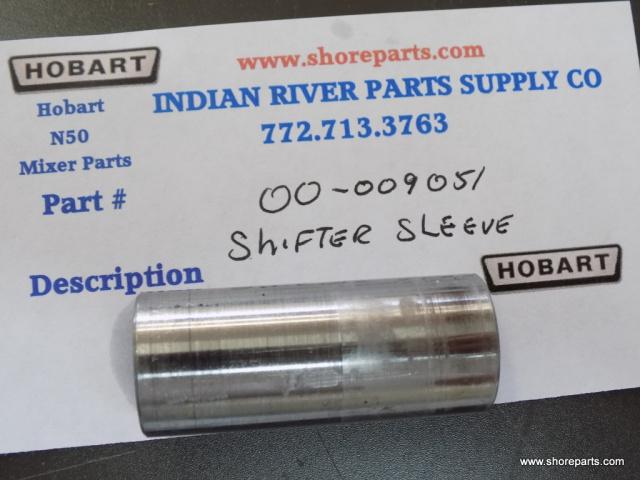 HOBART
www.shoreparts.com
Hobart
N50
Mixer Parts
INDIAN RIVER PARTS SUPPLY CO
772.713.3763
Part #
00-009051
SHIFTER SLEEVE
Description
HOBART
www.shoreparts.com